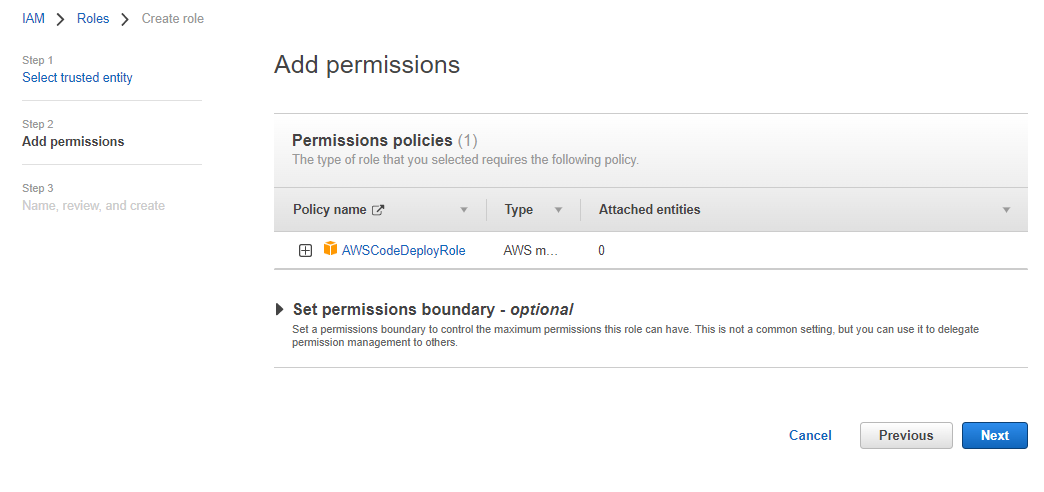 IAM > Roles > Create role
Step 1
Select trusted entity
Step 2
Add permissions
Step 3
Name, review, and create
Add permissions
Permissions policies (1)
The type of role that you selected requires the following policy.
Policy name Type Attached entities
AWSCodeDeployRole AWS m... 0
Set permissions boundary - optional
Set a permissions boundary to control the maximum permissions this role can have. This is not a common setting, but you can use it to delegate
permission management to others.
Cancel Previous Next